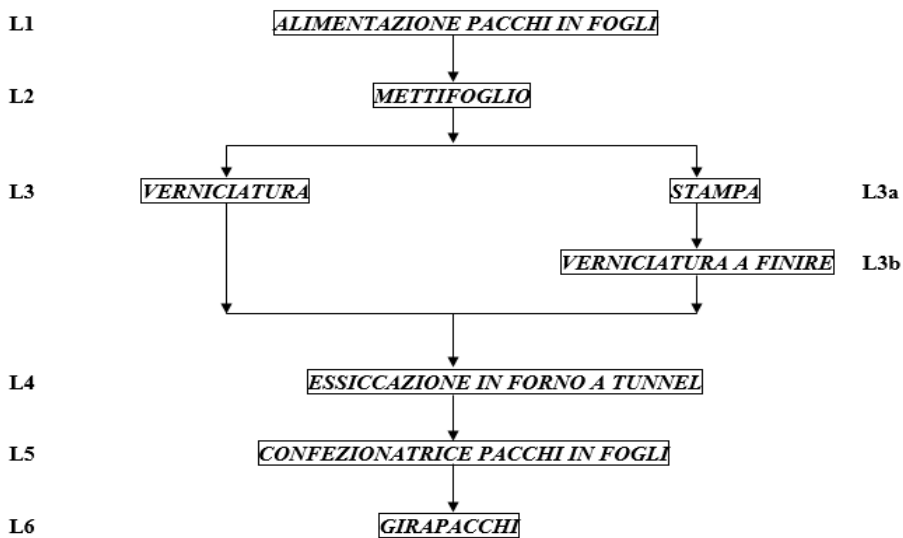 L1 ALIMENTAZIONE PACCHI IN FOGLI
L2 METTIFOGLIO
L3 VERNICIATURA STAMPA L3a
VERNICIATURA A FINIRE L3b
L4 ESSICCAZIONE IN FORNO A TUNNEL
L5 CONFEZIONATRICE PACCHI IN FOGLI
L6 GIRAPACCHI